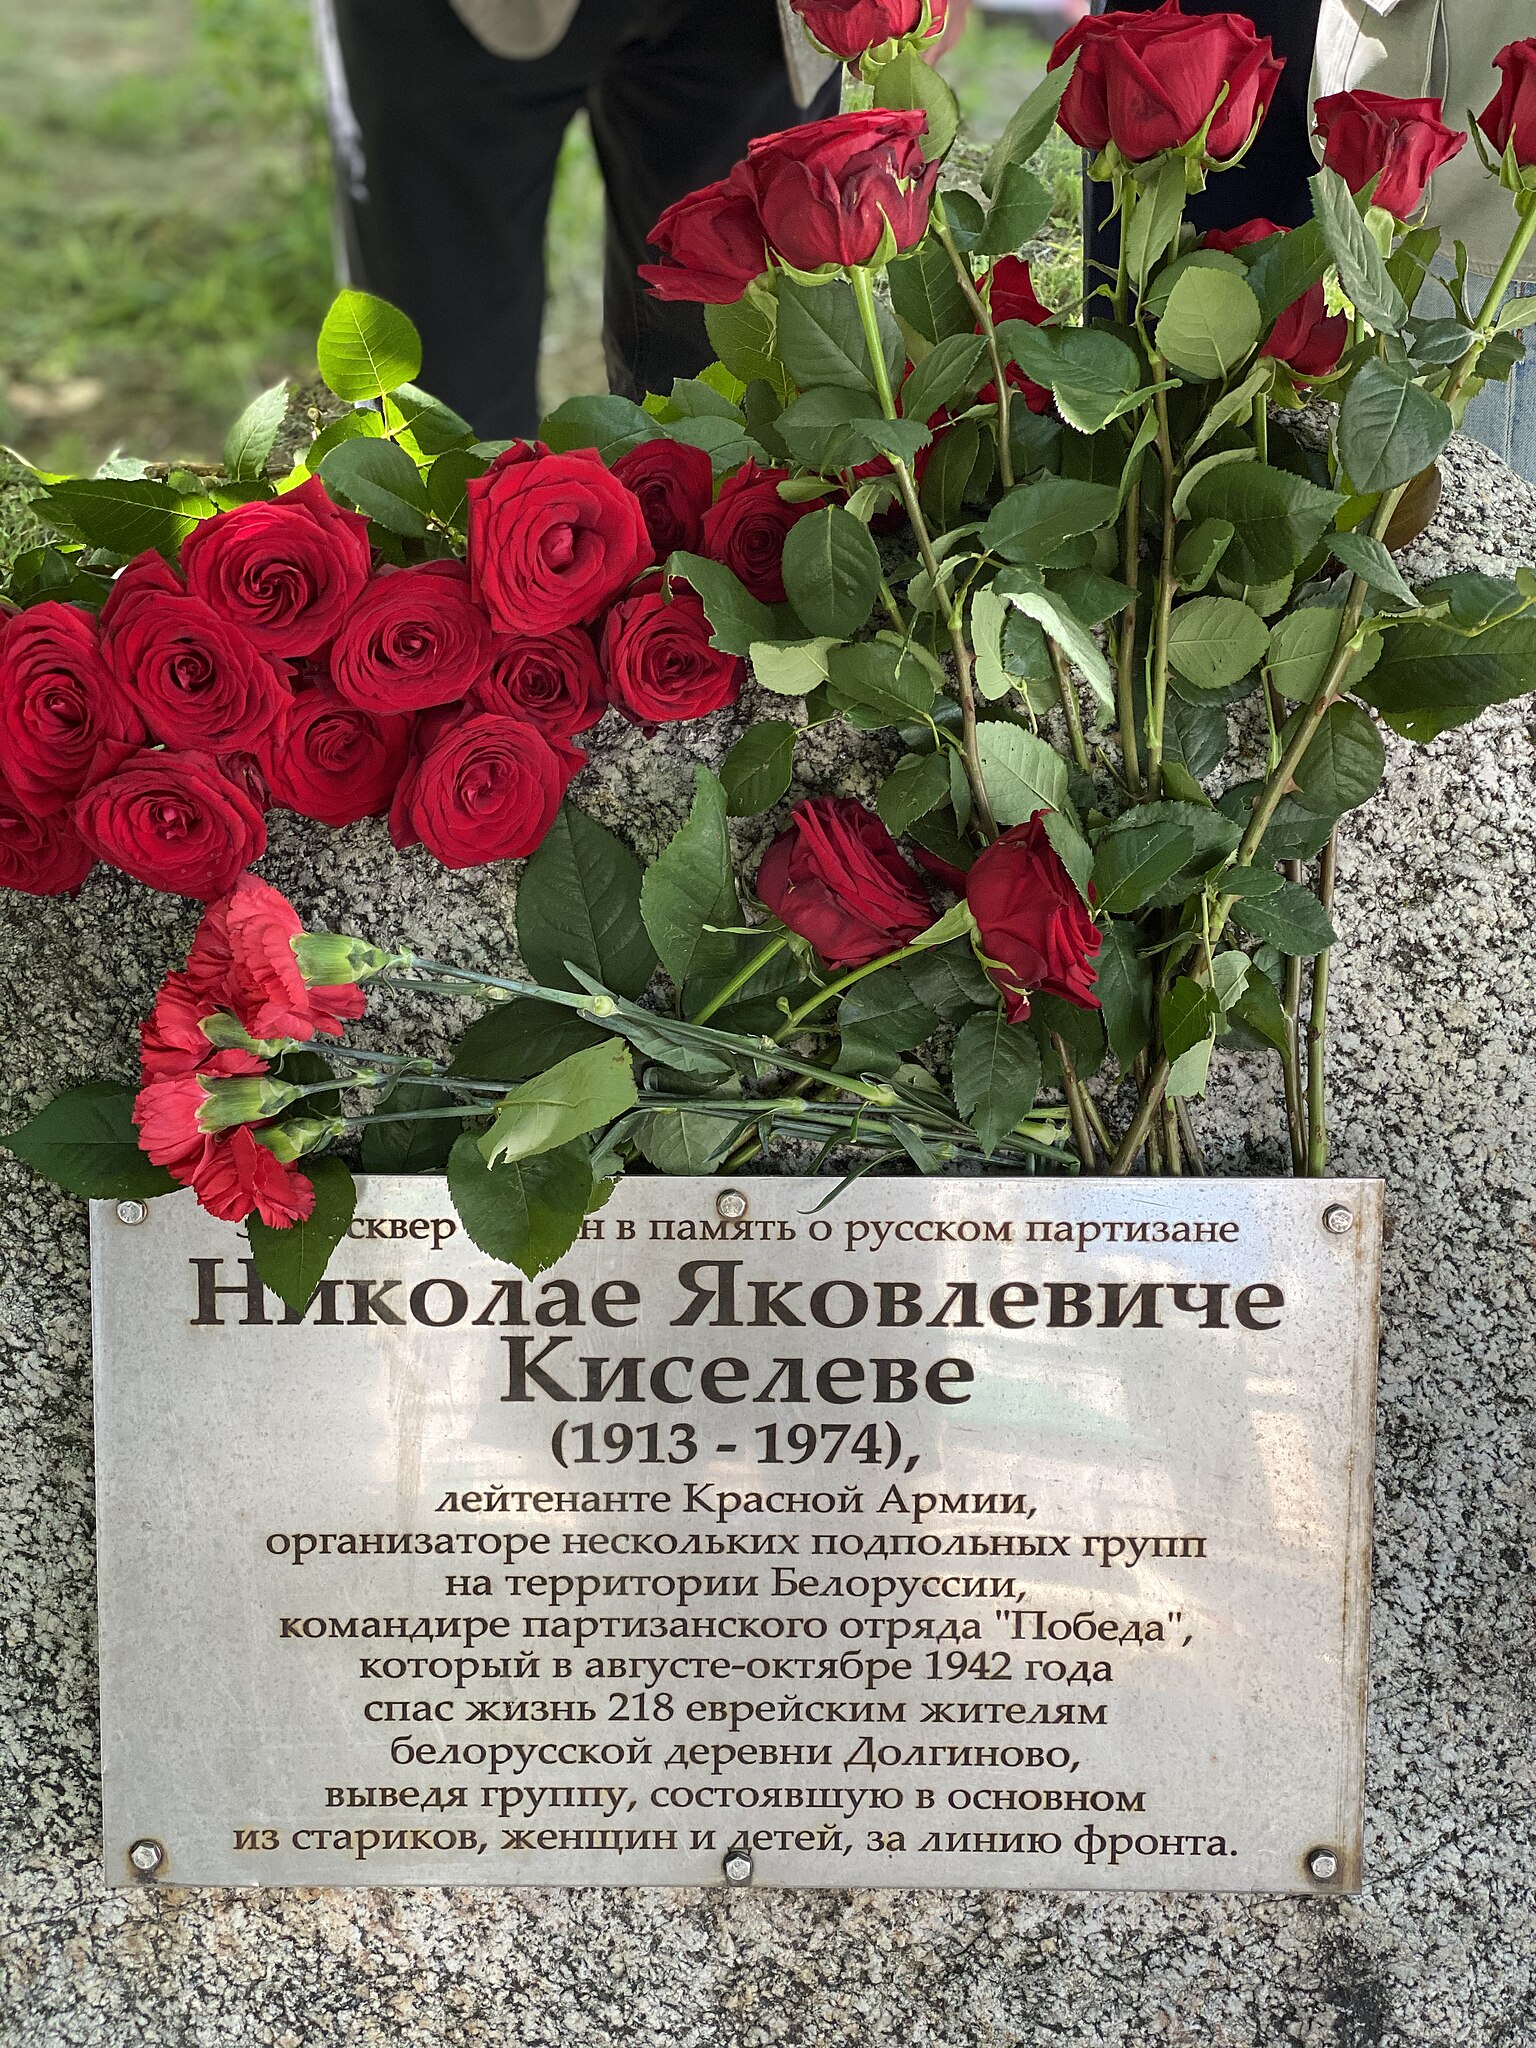 сквер в память о русском партизане
Николае Яковлевиче
Киселеве
(1913 - 1974),
лейтенанте Красной Армии,
организаторе нескольких подпольных групп
на территории Белоруссии,
командире партизанского отряда "Победа",
который в августе-октябре 1942 года
спас жизнь 218 еврейским жителям
белорусской деревни Долгиново,
выведя группу, состоявшую в основном
из стариков, женщин и детей, за линию фронта.